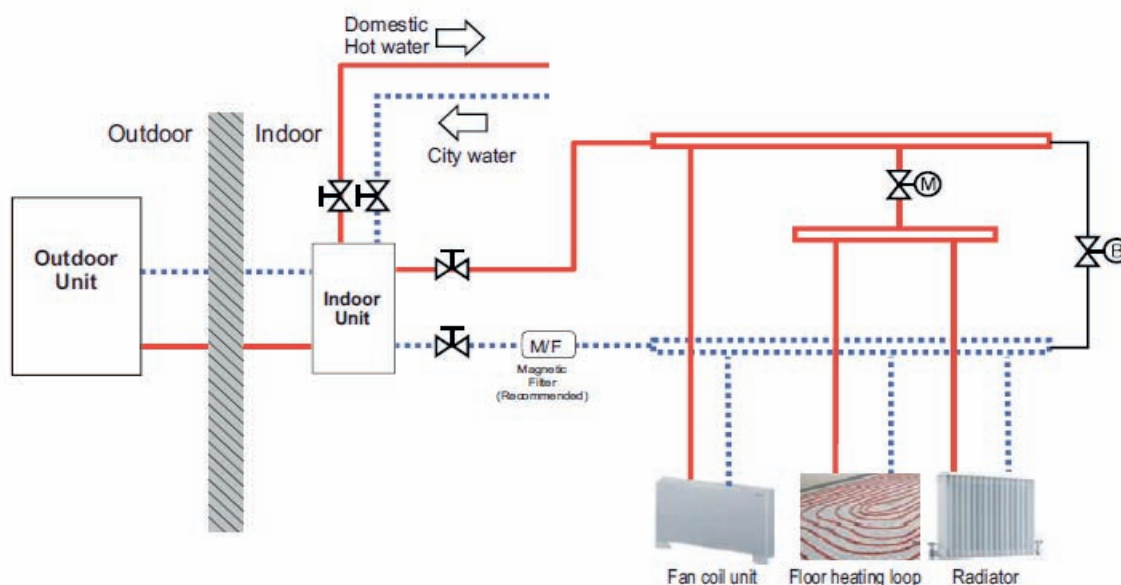 Domestic
Hot water
Outdoor
Indoor
City water
M
Outdoor
Unit
Indoor
Unit
B
M/F
Magnetic
Filter
(Recommended)
Fan coil unit
Floor heating loop
Radiator